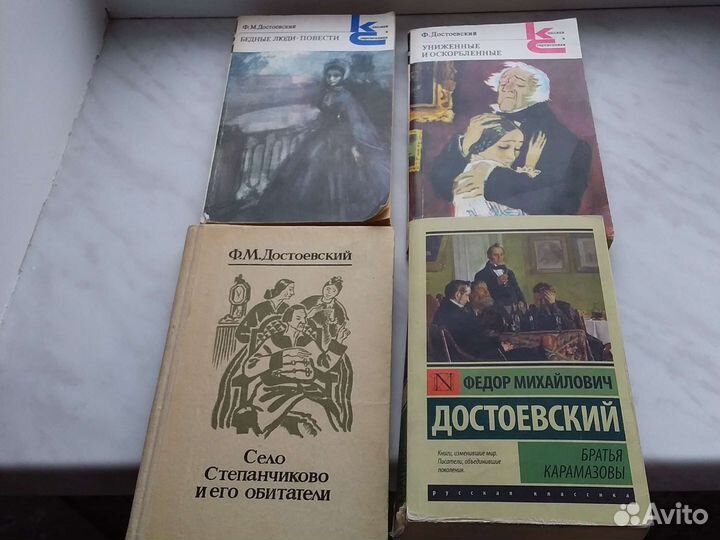 Ф.М.Достоевский
БЕДНЫЕ ЛЮДИ·ПОВЕСТИ
Ф.Достоевский
УНИЖЕННЫЕ
И ОСКОРБЛЕННЫЕ
Ф.М.Достоевский
Село
Степанчиково
и его обитатели
ФЕДОР МИХАЙЛОВИЧ
ДОСТОЕВСКИЙ
Книги, изменившие мир.
Писатели, объединившие
поколения.
БРАТЬЯ
КАРАМАЗОВЫ
русская классика
Avito